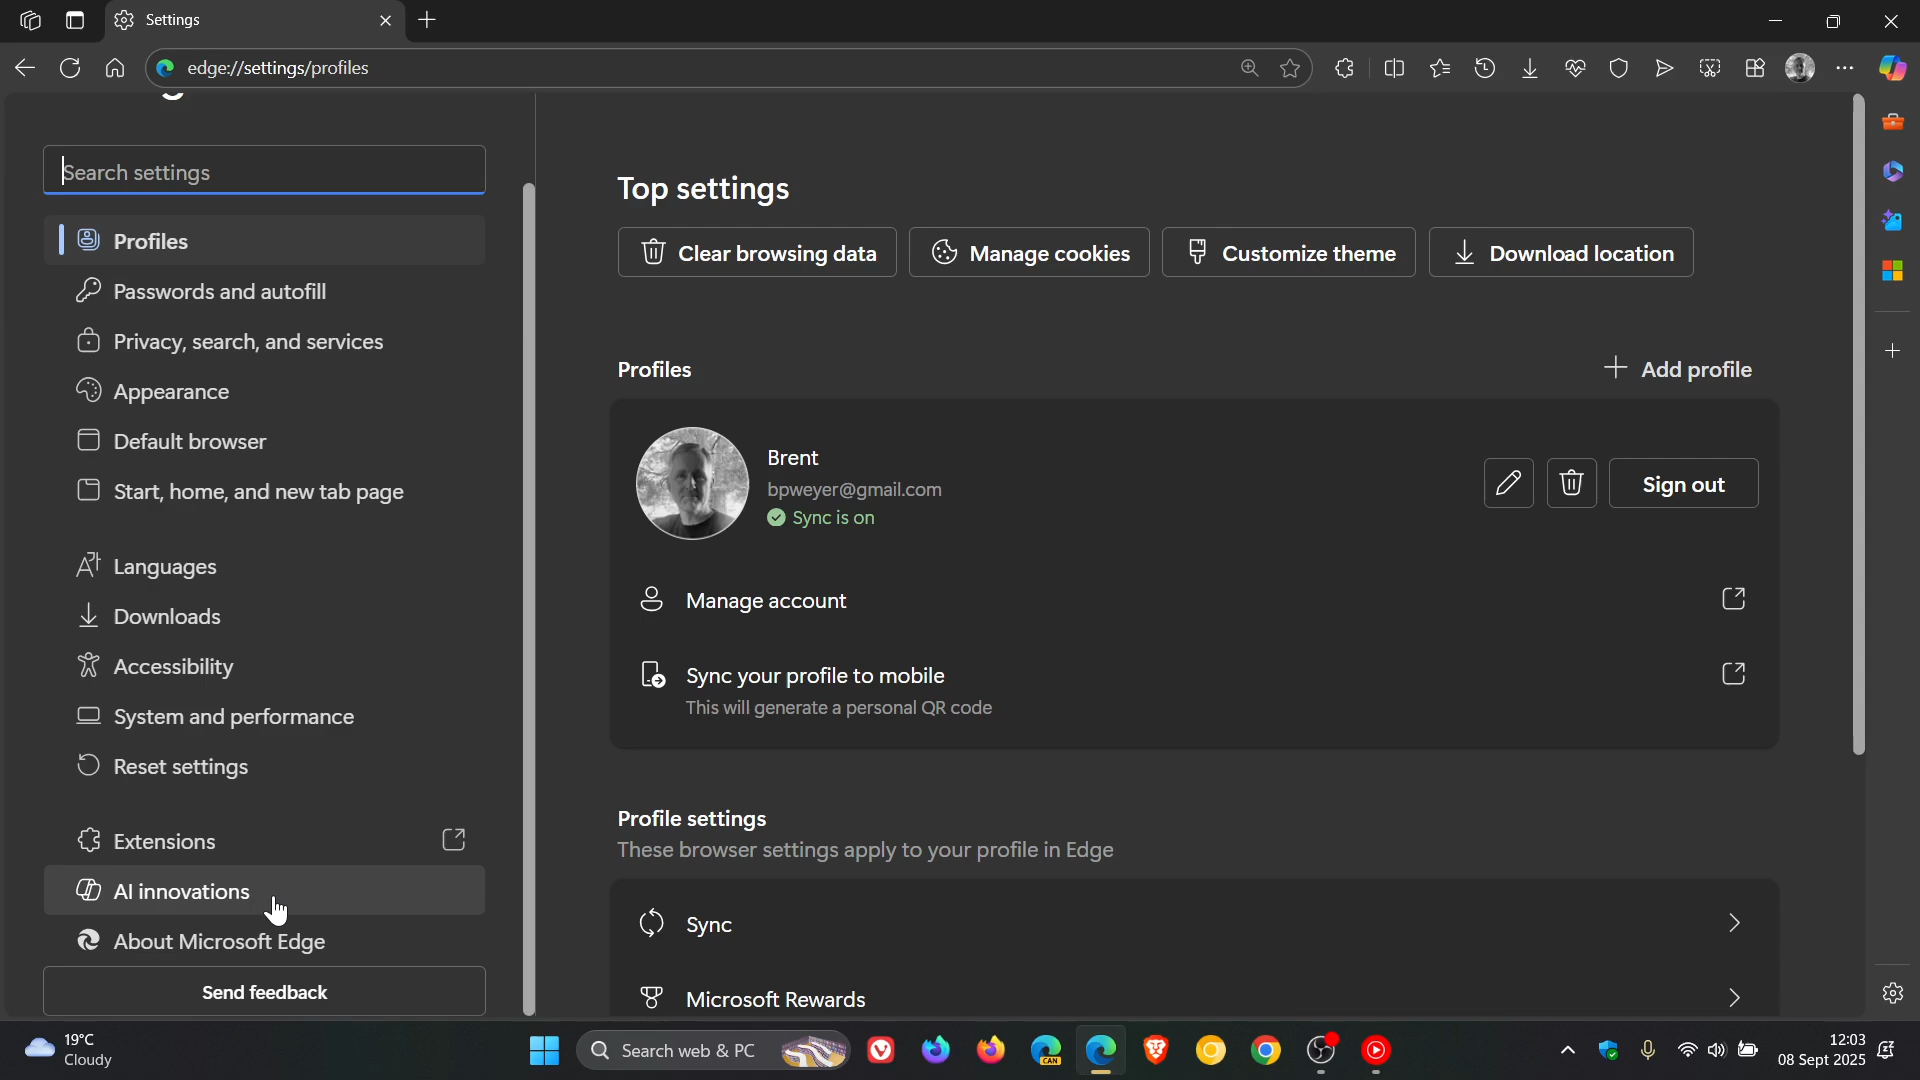 Settings
edge://settings/profiles
Search settings
Profiles
Passwords and autofill
Privacy, search, and services
Appearance
Default browser
Start, home, and new tab page
Languages
Downloads
Accessibility
System and performance
Reset settings
Extensions
AI innovations
About Microsoft Edge
Send feedback
Top settings
Clear browsing data
Manage cookies
Customize theme
Download location
Profiles
Add profile
Brent
bpweyer@gmail.com
Sync is on
Sign out
Manage account
Sync your profile to mobile
This will generate a personal QR code
Profile settings
These browser settings apply to your profile in Edge
Sync
Microsoft Rewards
19°C
Cloudy
Search web & PC
CAN
12:03
08 Sept 2025